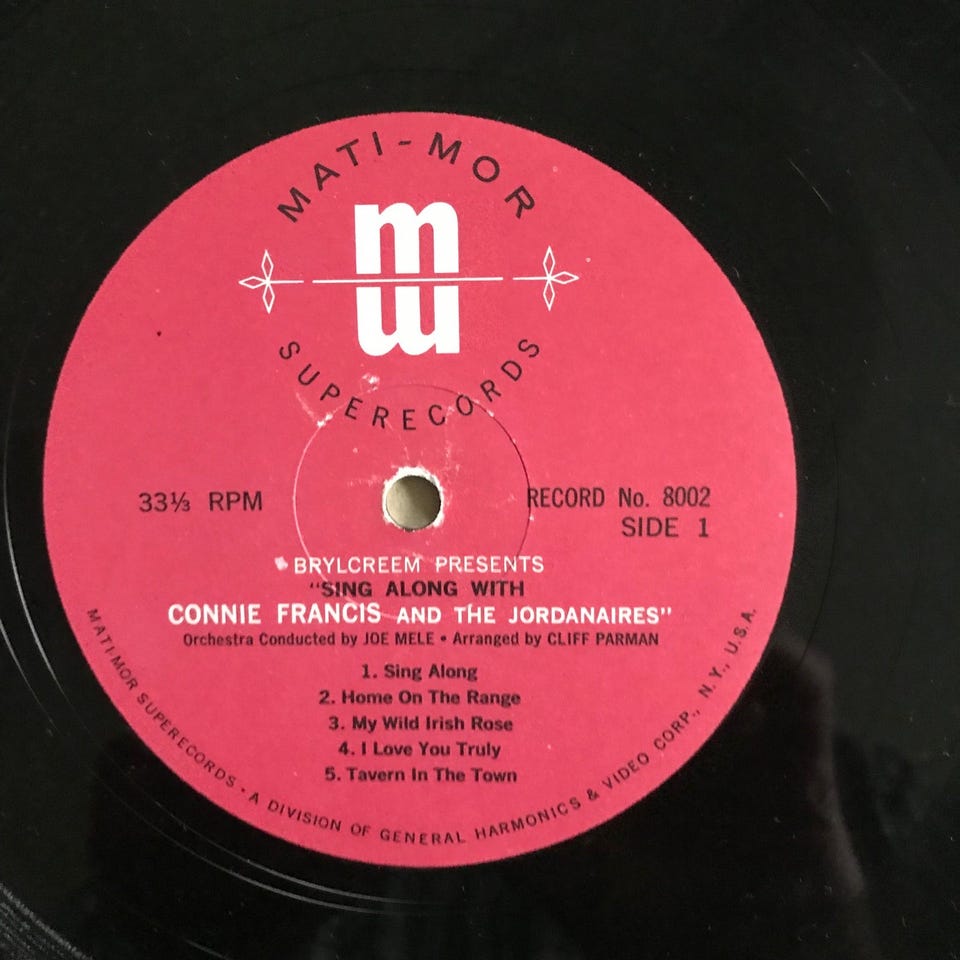 MATI-MOR
m
m
SUPERECORDS
33⅓ RPM
RECORD No. 8002
SIDE 1
BRYLCREEM PRESENTS
"SING ALONG WITH
CONNIE FRANCIS AND THE JORDANAIRES"
Orchestra Conducted by JOE MELE • Arranged by CLIFF PARMAN
1. Sing Along
2. Home On The Range
3. My Wild Irish Rose
4. I Love You Truly
5. Tavern In The Town
MATI-MOR SUPERECORDS - A DIVISION OF GENERAL HARMONICS & VIDEO CORP., N.Y., U.S.A.